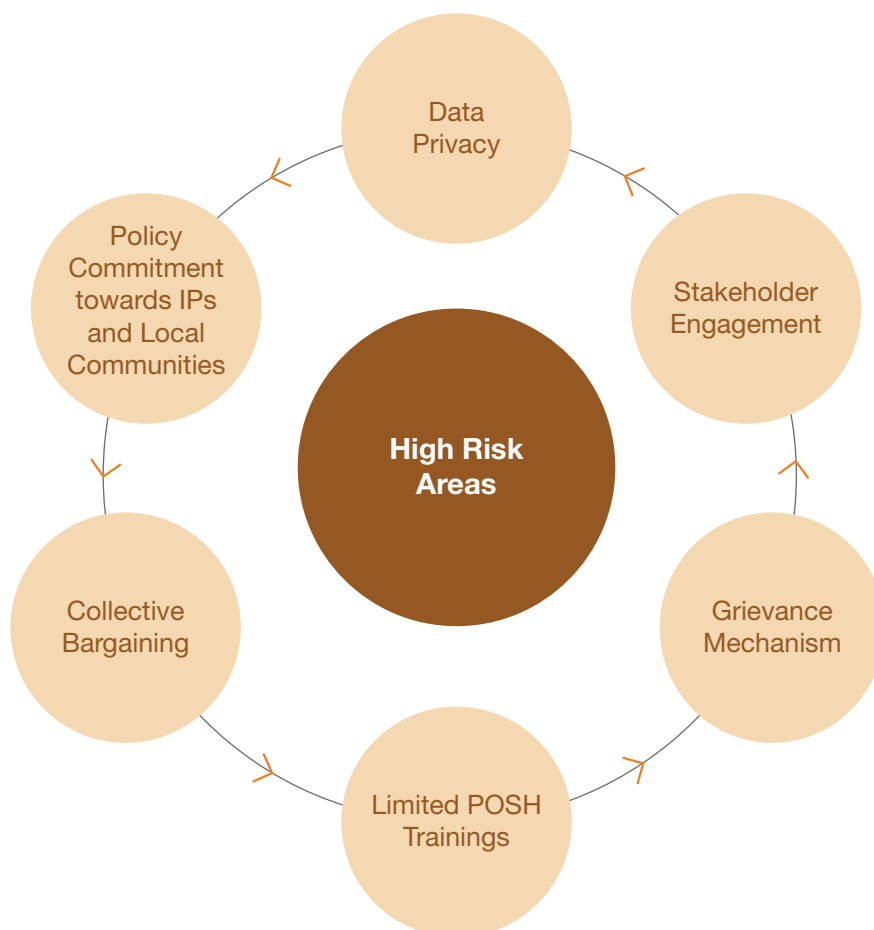 Data
Privacy
Policy
Commitment
towards IPs
and Local
Communities
Stakeholder
Engagement
High Risk
Areas
Collective
Bargaining
Grievance
Mechanism
Limited POSH
Trainings